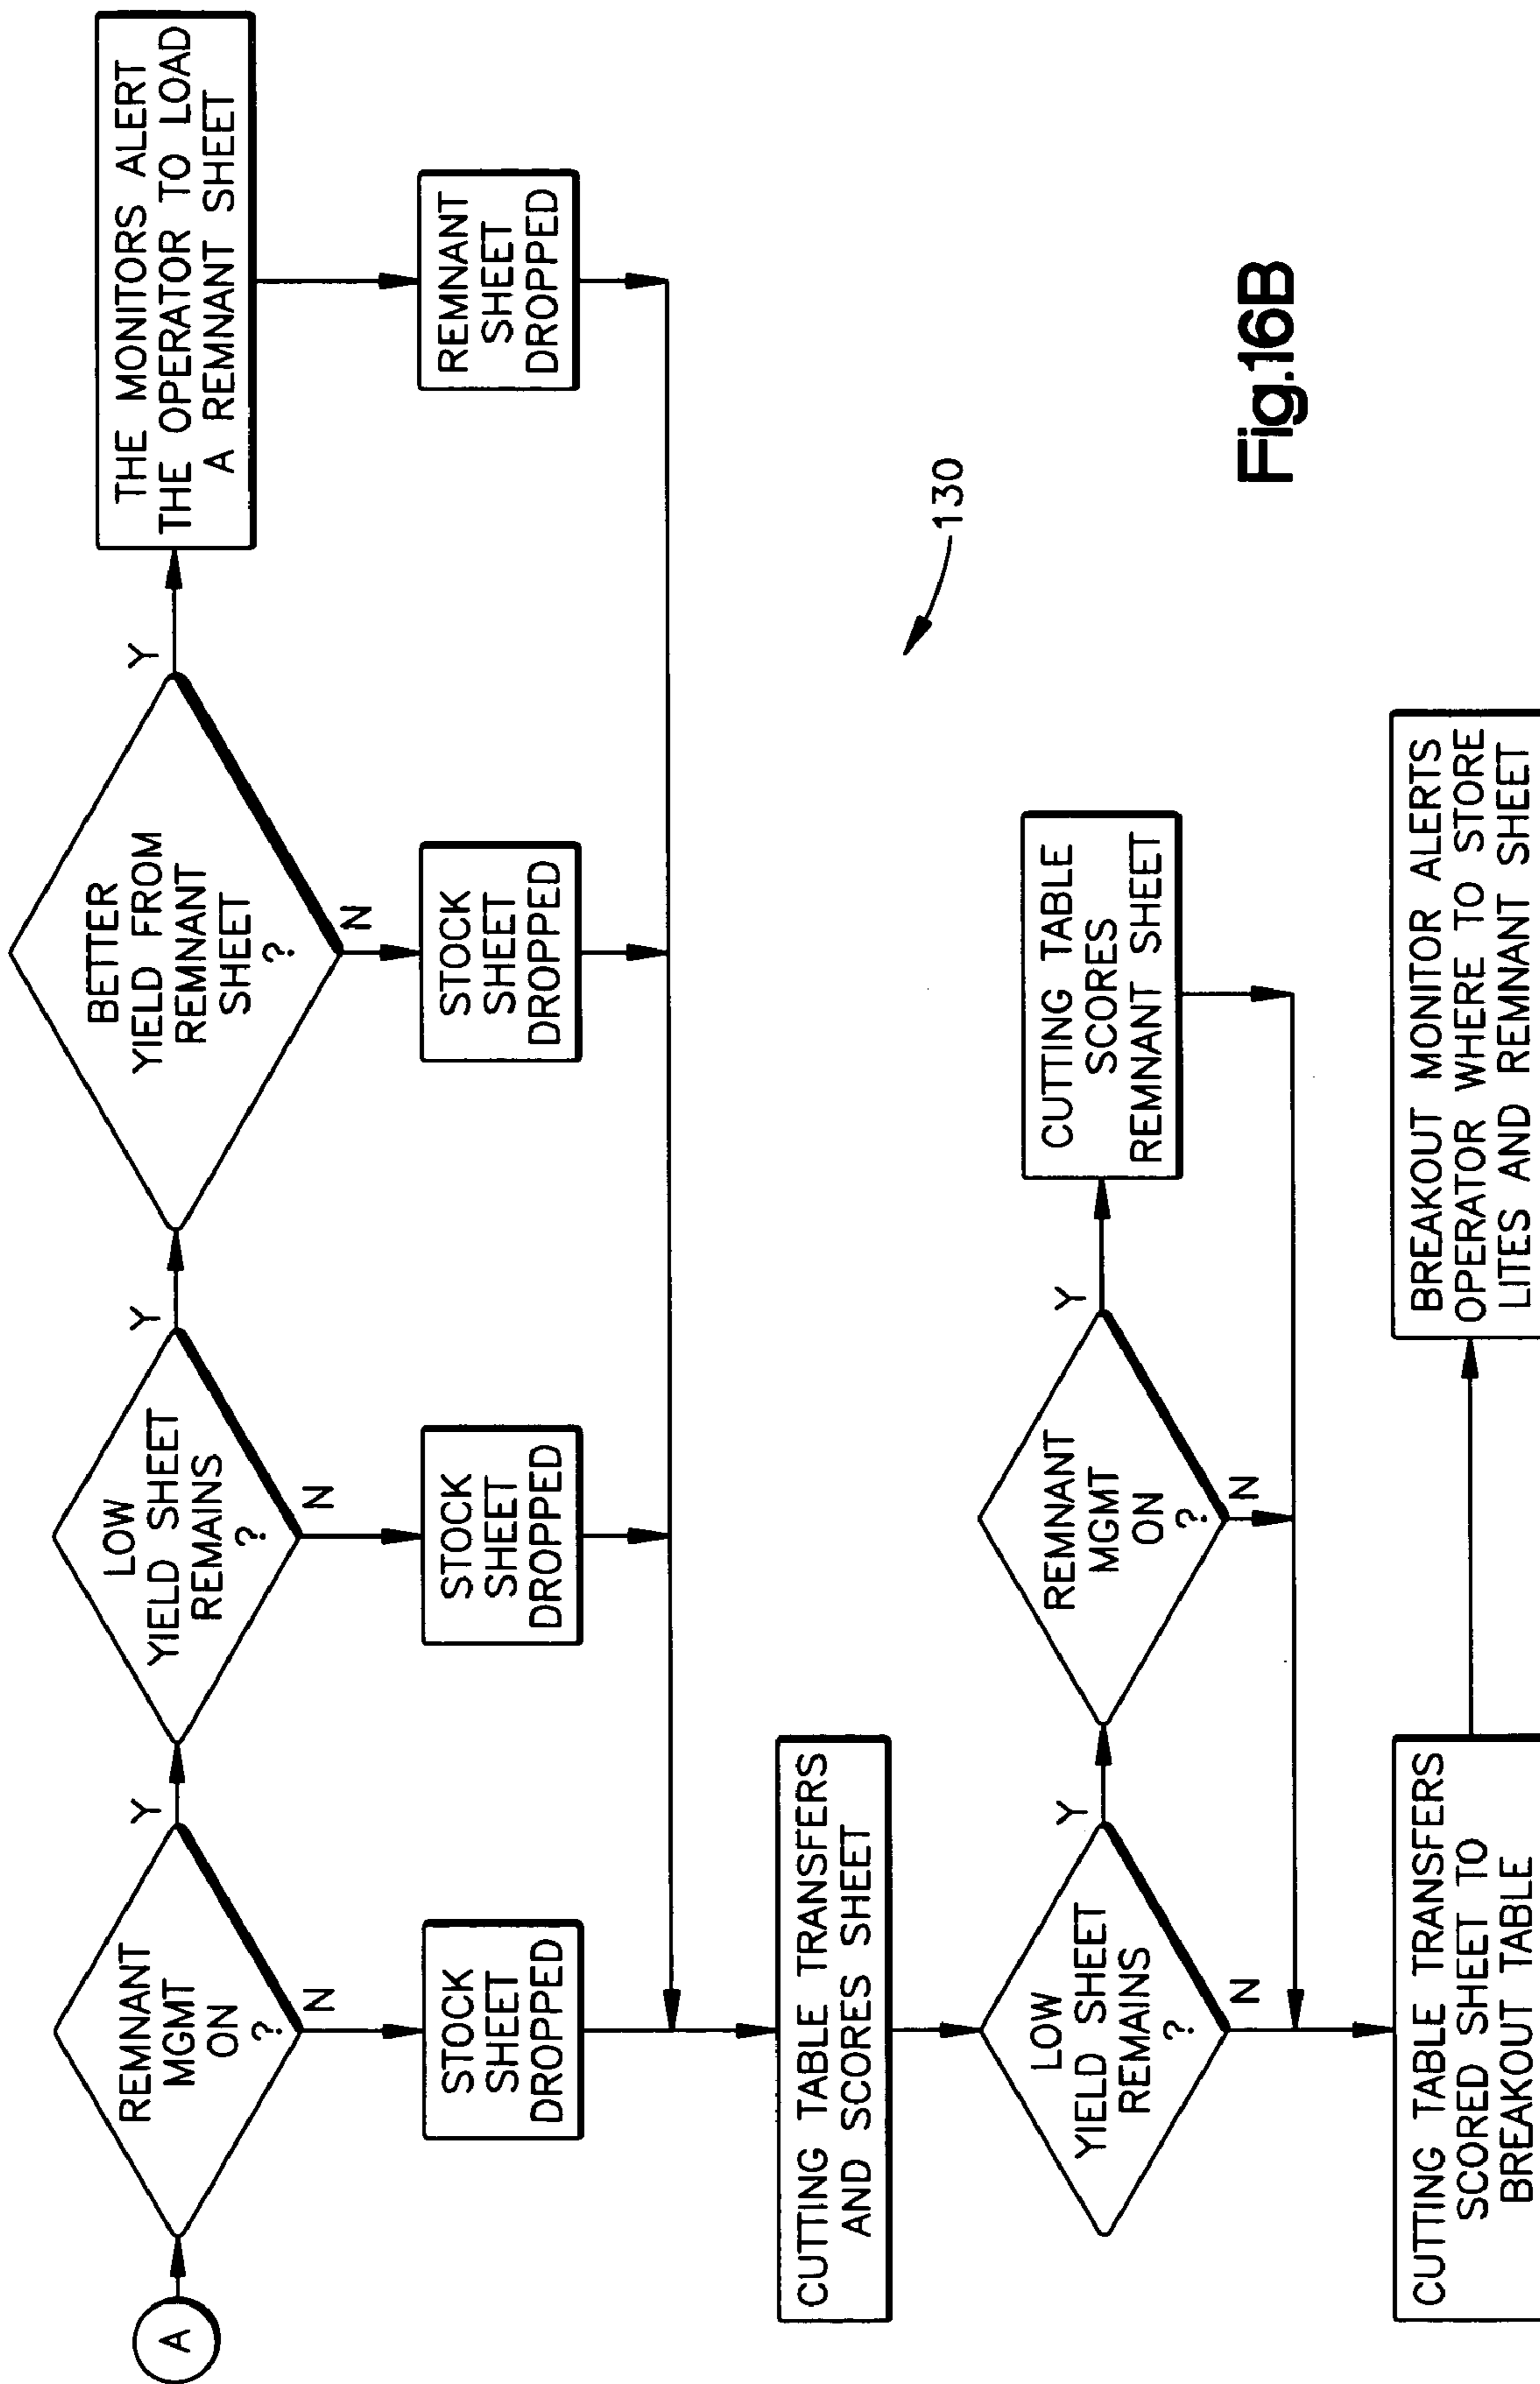 A
REMNANT
MGMT
ON
?
Y
N
LOW
YIELD SHEET
REMAINS
?
Y
N
BETTER
YIELD FROM
REMNANT
SHEET
?
Y
N
THE MONITORS ALERT
THE OPERATOR TO LOAD
A REMNANT SHEET
STOCK
SHEET
DROPPED
STOCK
SHEET
DROPPED
STOCK
SHEET
DROPPED
REMNANT
SHEET
DROPPED
CUTTING TABLE TRANSFERS
AND SCORES SHEET
130
LOW
YIELD SHEET
REMAINS
?
Y
N
REMNANT
MGMT
ON
?
Y
N
CUTTING TABLE
SCORES
REMNANT SHEET
CUTTING TABLE TRANSFERS
SCORED SHEET TO
BREAKOUT TABLE
BREAKOUT MONITOR ALERTS
OPERATOR WHERE TO STORE
LITES AND REMNANT SHEET
Fig.16B